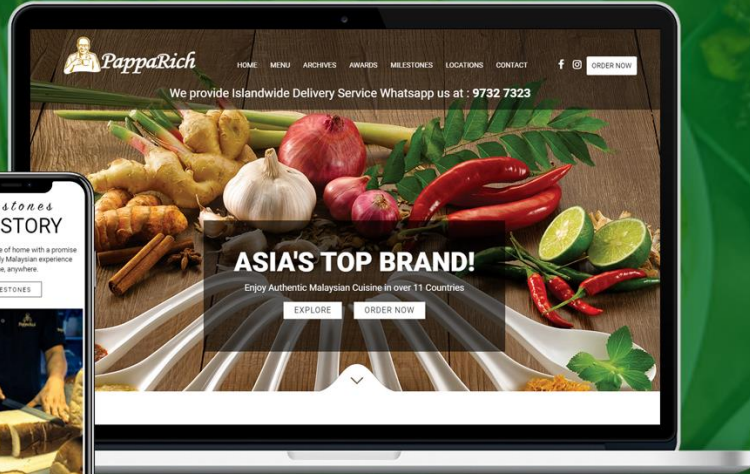 PappaRich
HOME MENU ARCHIVES AWARDS MILESTONES LOCATIONS CONTACT
ORDER NOW
We provide Islandwide Delivery Service Whatsapp us at : 9732 7323
ASIA'S TOP BRAND!
Enjoy Authentic Malaysian Cuisine in over 11 Countries
EXPLORE ORDER NOW
stones
STORY
e of home with a promise
ly Malaysian experience
e, anywhere.
ESTONES